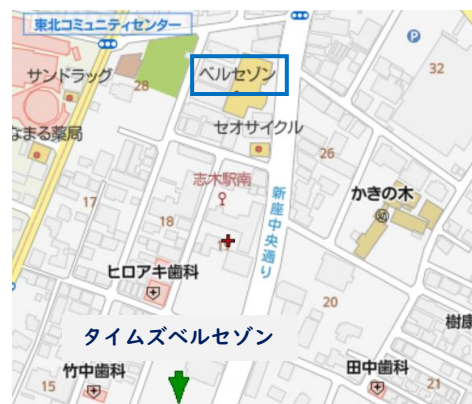 東北コミュニティセンター
サンドラッグ
28
ベルセゾン
P
32
なまる薬局
セオサイクル
26
志木駅南
かきの木
17
18
新座中央通り
ヒロアキ歯科
20
樹康
タイムズベルセゾン
竹中歯科
15
田中歯科
21